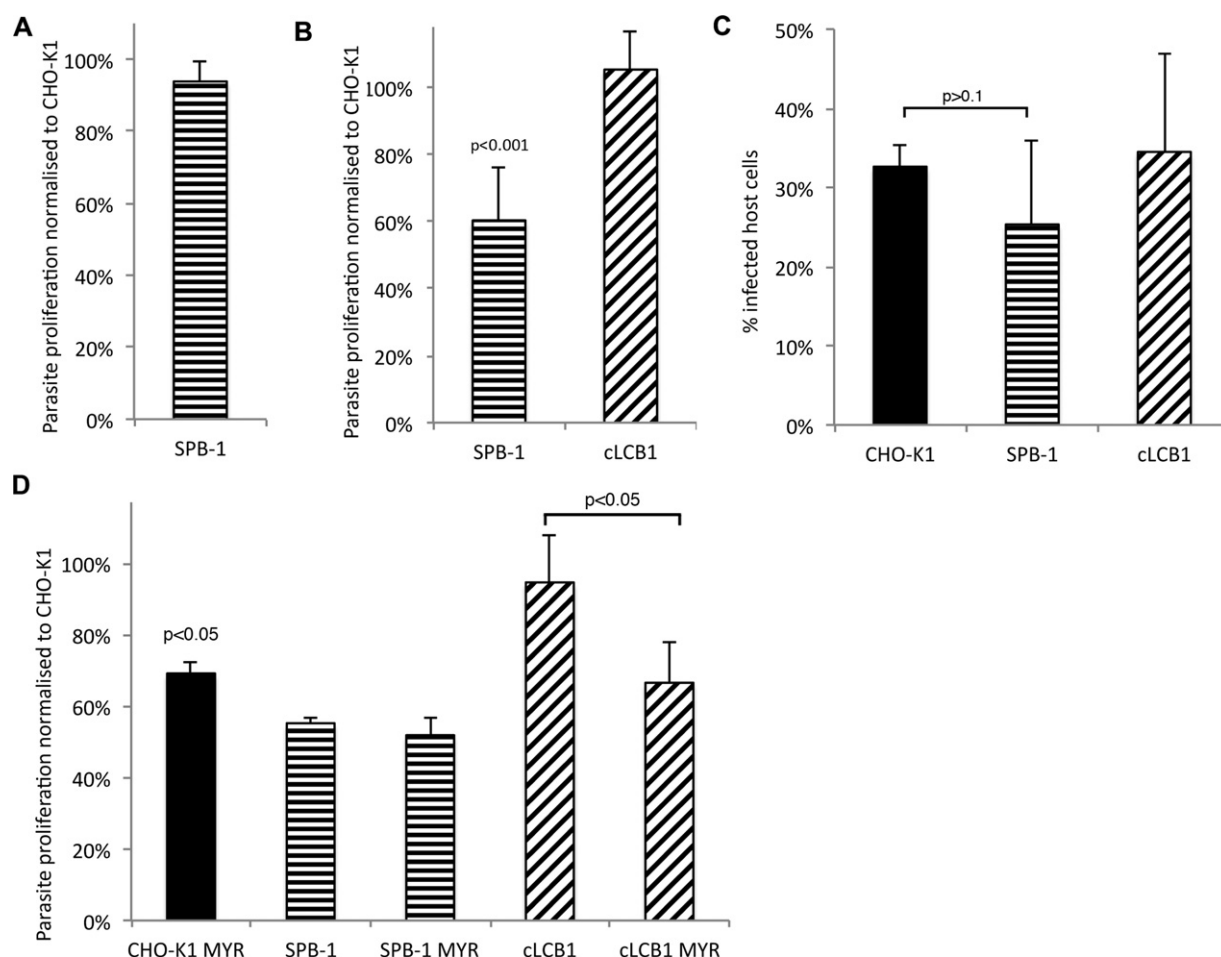 A
Parasite proliferation normalised to CHO-K1
100%
80%
60%
40%
20%
0%
SPB-1
B
Parasite proliferation normalised to CHO-K1
100%
80%
60%
40%
20%
0%
p<0.001
SPB-1 cLCB1
C
% infected host cells
50%
40%
30%
20%
10%
0%
p>0.1
CHO-K1 SPB-1 cLCB1
D
Parasite proliferation normalised to CHO-K1
100%
80%
60%
40%
20%
0%
p<0.05
p<0.05
CHO-K1 MYR SPB-1 SPB-1 MYR cLCB1 cLCB1 MYR